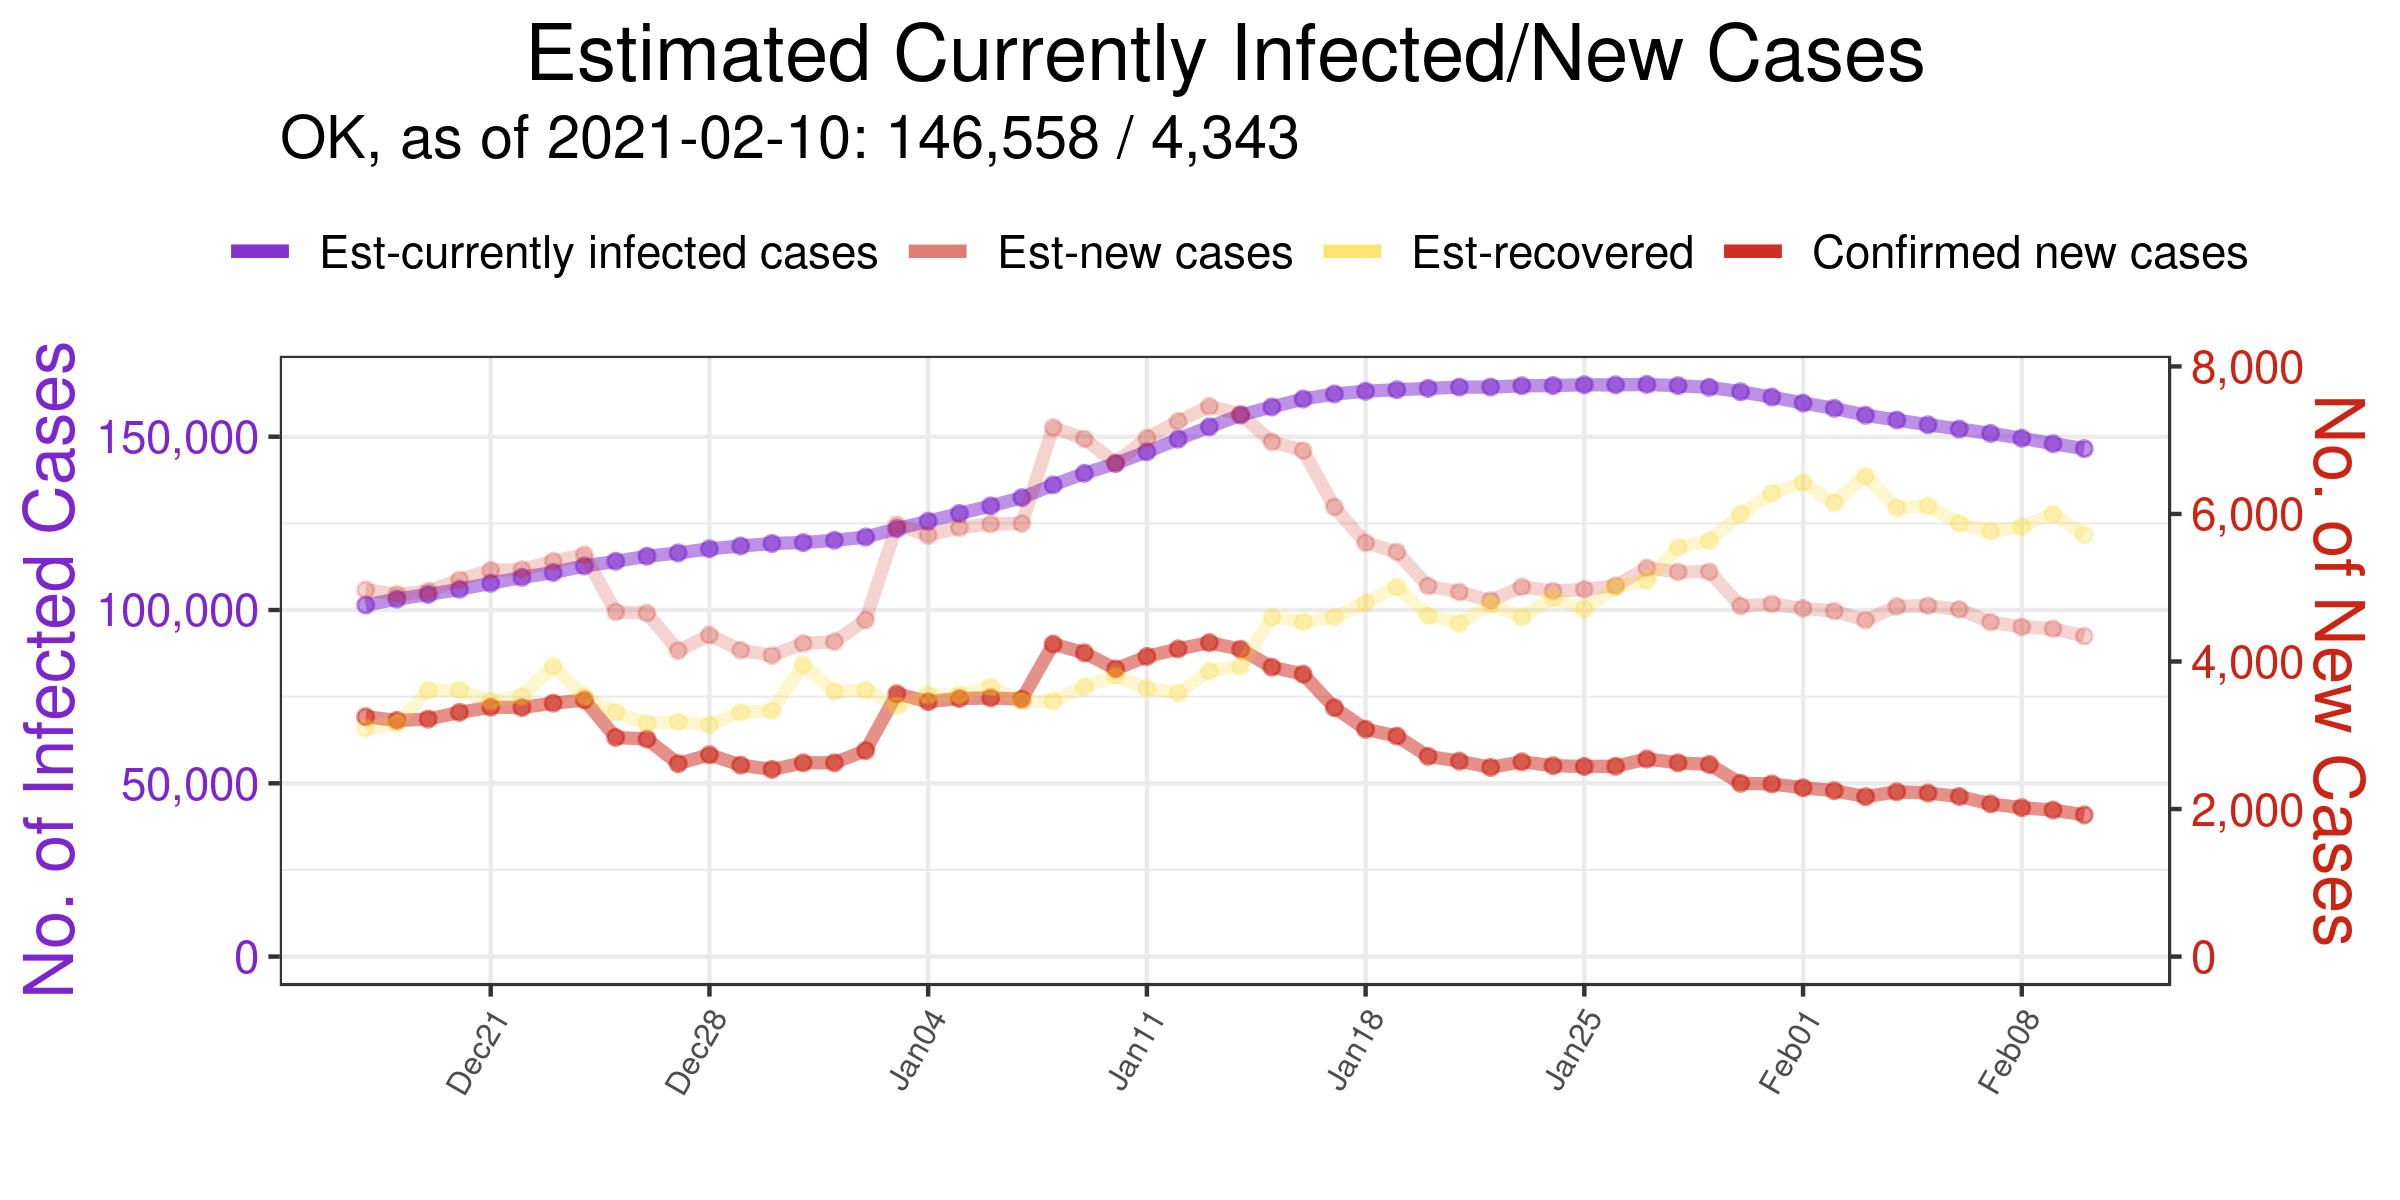 Estimated Currently Infected/New Cases
OK, as of 2021-02-10: 146,558 / 4,343
Est-currently infected cases Est-new cases Est-recovered Confirmed new cases
No. of Infected Cases
150,000
100,000
50,000
0
8,000
6,000
4,000
2,000
0
No. of New Cases
Dec21 Dec28 Jan04 Jan11 Jan18 Jan25 Feb01 Feb08